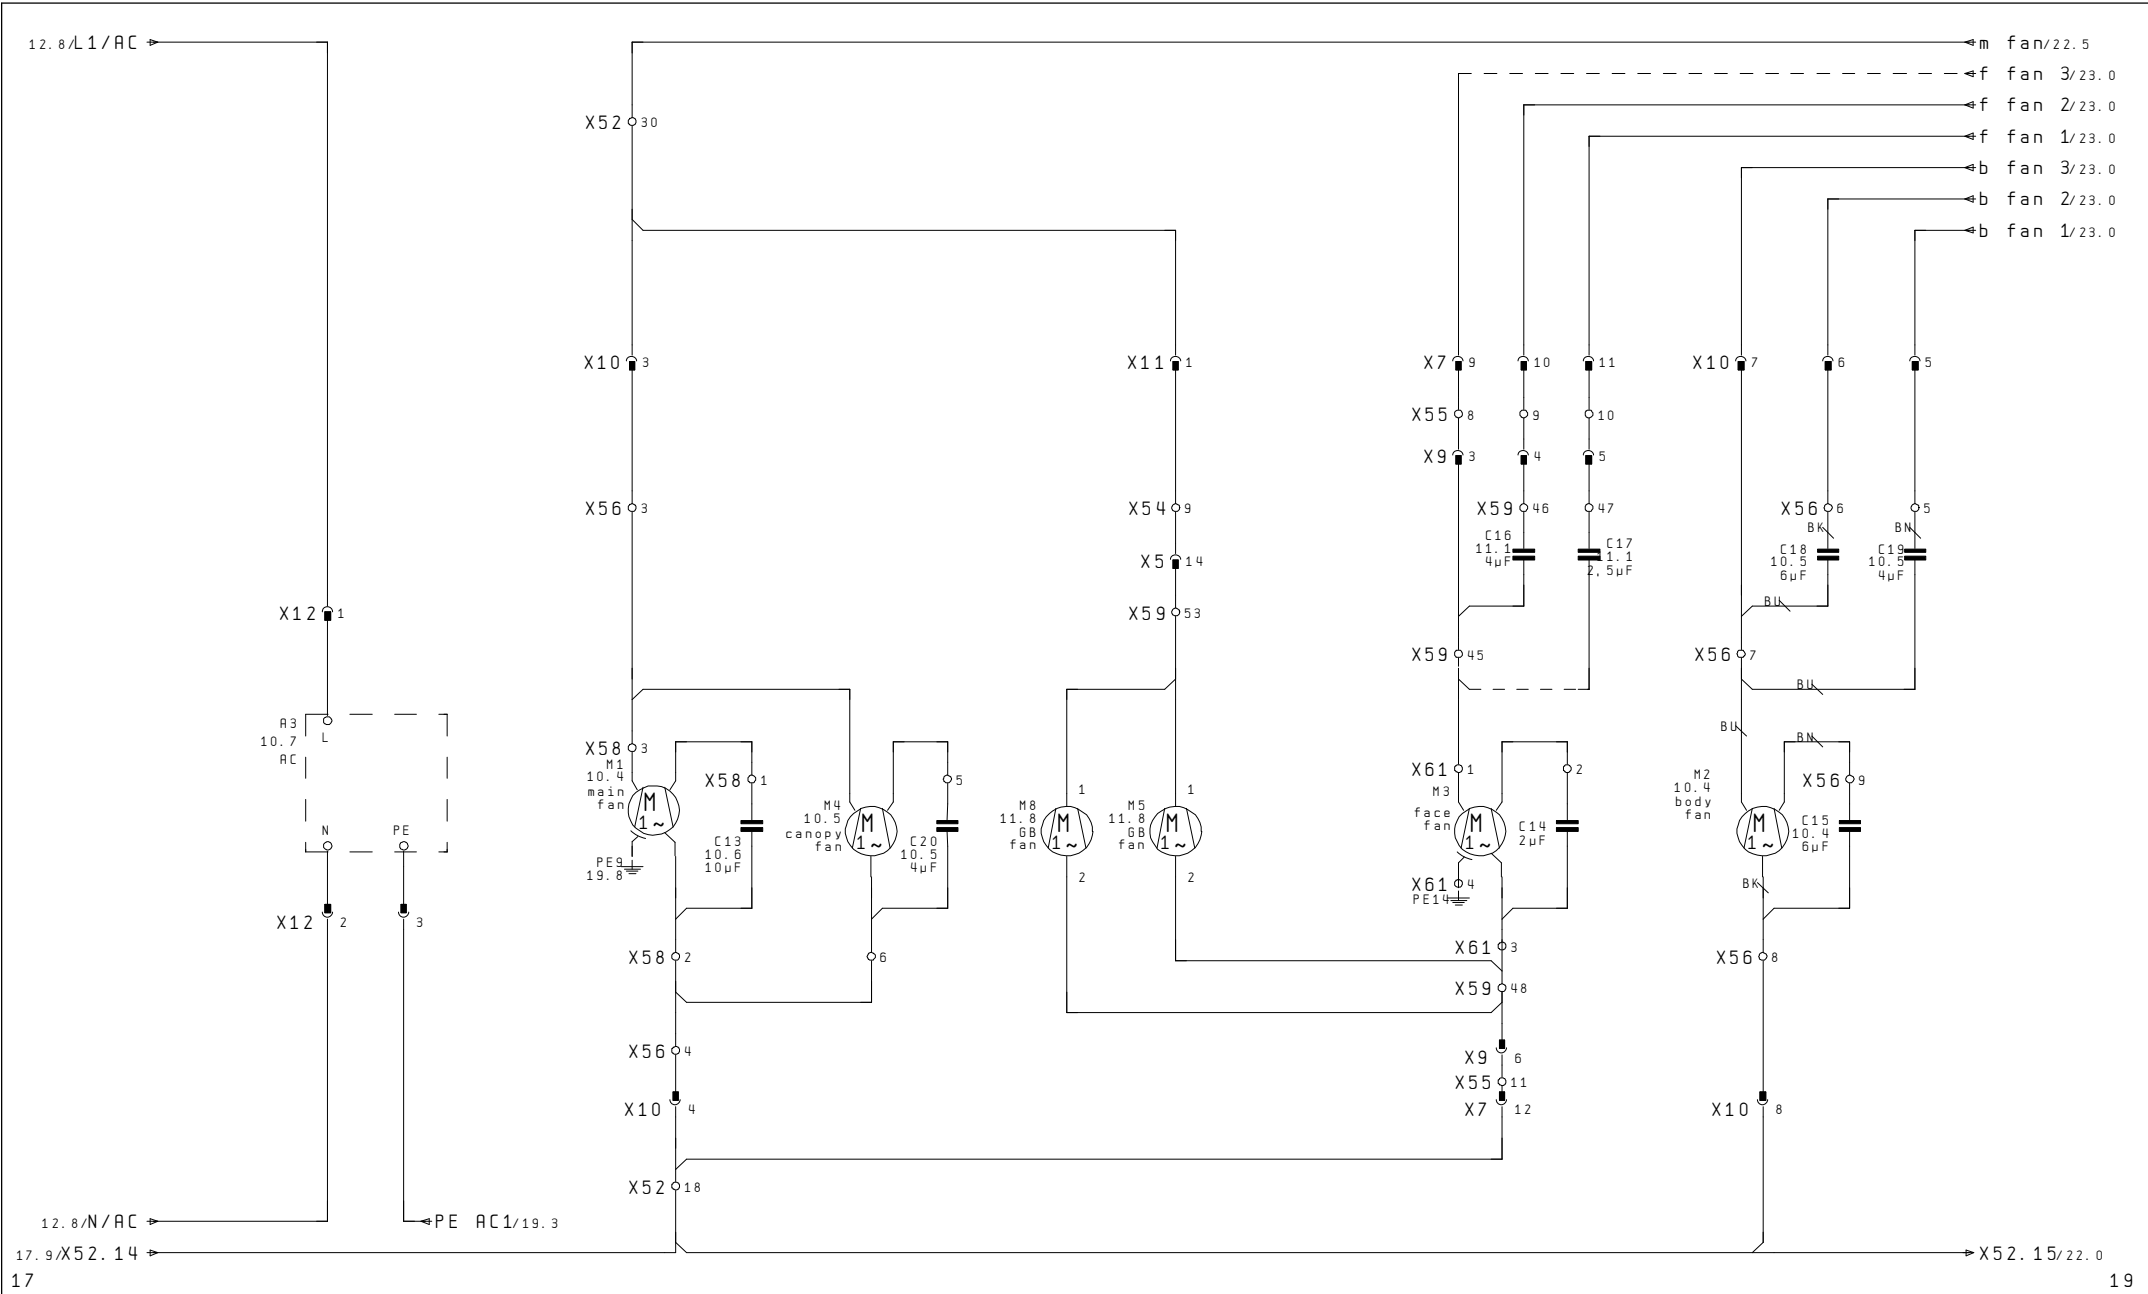 12.8/L1/AC
m fan/22.5
f fan 3/23.0
f fan 2/23.0
f fan 1/23.0
b fan 3/23.0
b fan 2/23.0
b fan 1/23.0
X52 30
X10 3
X11 1
X7 9
10
11
X10 7
6
5
X55 8
9
10
X9 3
4
5
X56 3
X54 9
X59 46
47
X56 6
5
BK
BN
C16
11.1
4µF
C17
11.1
2,5µF
C18
10.5
6µF
C19
10.5
4µF
X5 14
X12 1
X59 53
BU
X59 45
X56 7
BU
A3
10.7
AC
L
N
PE
BU
BN
X58 3
M1
10.4
main
fan
M
1~
X58 1
C13
10.6
10µF
PE9
19.8
M4
10.5
canopy
fan
M
1~
5
C20
10.5
4µF
M8
11.8
GB
fan
1
M
1~
2
M5
11.8
GB
fan
1
M
1~
2
X61 1
M3
face
fan
M
1~
2
C14
2µF
X61 4
PE14
M2
10.4
body
fan
M
1~
X56 9
C15
10.4
6µF
BK
X12 2
3
X58 2
6
X61 3
X56 8
X59 48
X56 4
X9 6
X55 11
X10 4
X7 12
X10 8
X52 18
12.8/N/AC
PE AC1/19.3
17.9/X52.14
X52.15/22.0
17
19